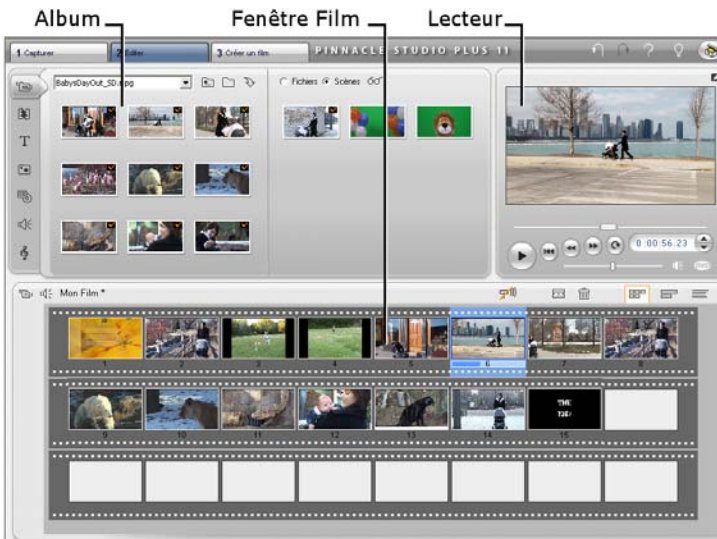 Album
Fenêtre Film
Lecteur
1 Capturer
2 Editer
3 Créer un film
PINNACLE STUDIO PLUS 11
BabysDayOut_SD.mpg
Fichiers
Scènes
T
0:00:56.23
Mon Film *
1
2
3
4
5
6
7
8
9
10
11
12
13
14
15
THE